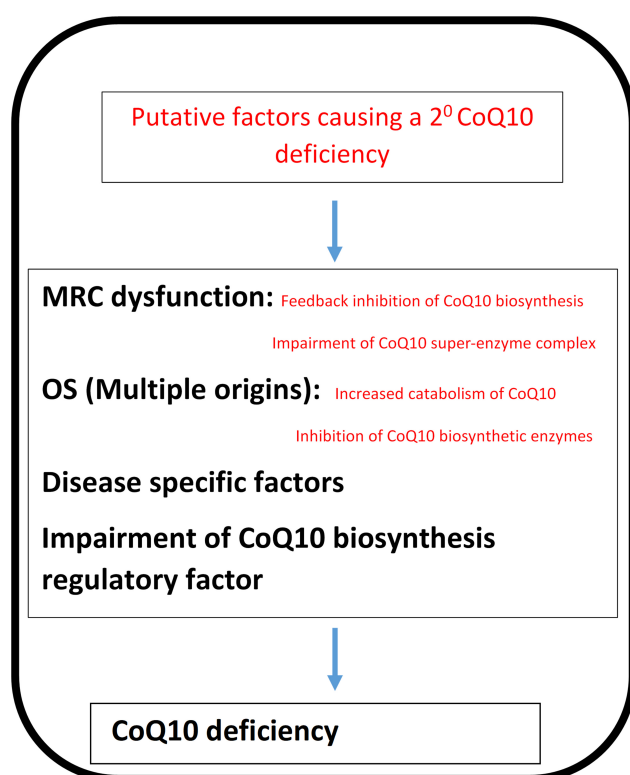 Putative factors causing a 2⁰ CoQ10
deficiency
MRC dysfunction: Feedback inhibition of CoQ10 biosynthesis
Impairment of CoQ10 super-enzyme complex
OS (Multiple origins): Increased catabolism of CoQ10
Inhibition of CoQ10 biosynthetic enzymes
Disease specific factors
Impairment of CoQ10 biosynthesis
regulatory factor
CoQ10 deficiency